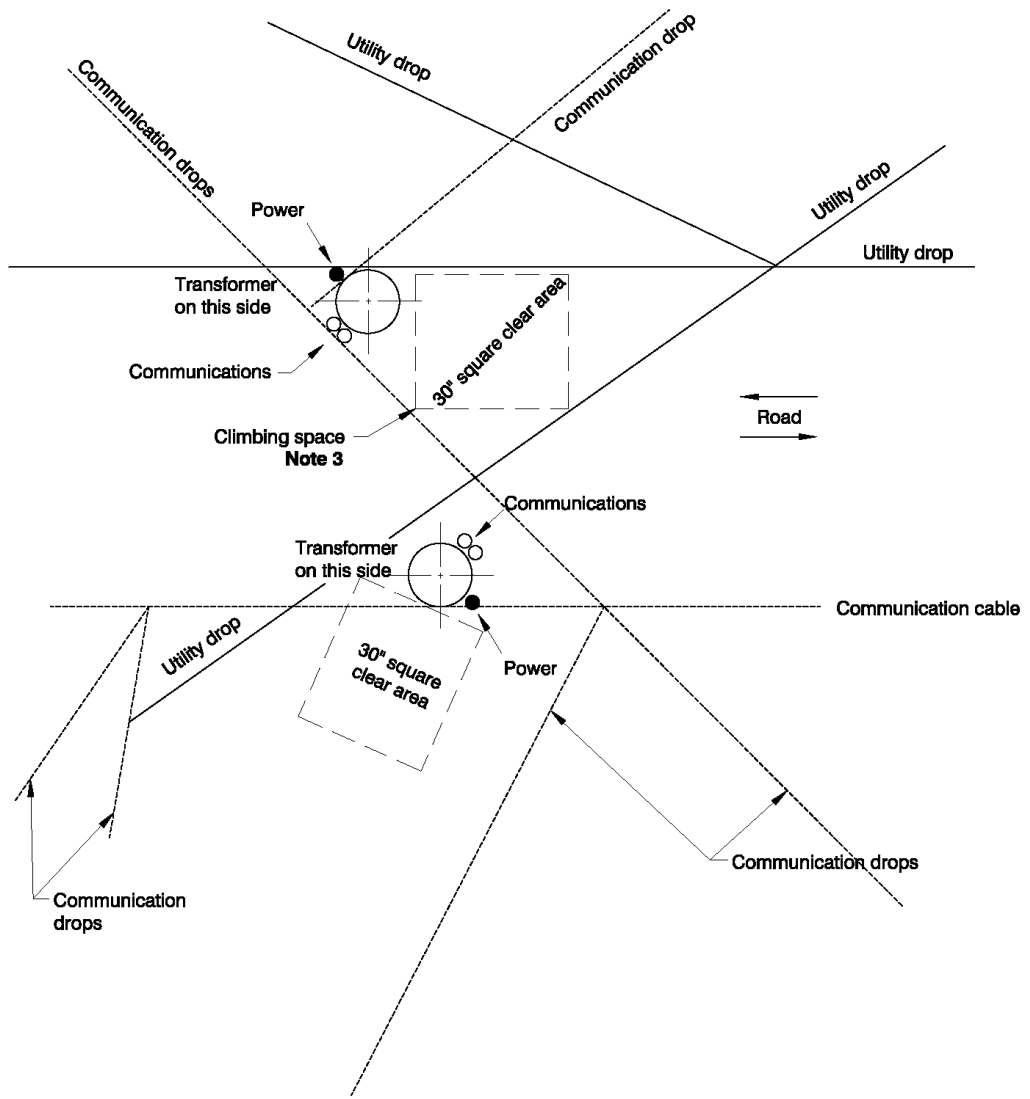 Utility drop
Communication drop
Communication drops
Utility drop
Power
Utility drop
Transformer
on this side
30" square clear area
Communications
Road
Climbing space
Note 3
Communications
Transformer
on this side
Communication cable
Utility drop
30" square
clear area
Power
Communication drops
Communication
drops